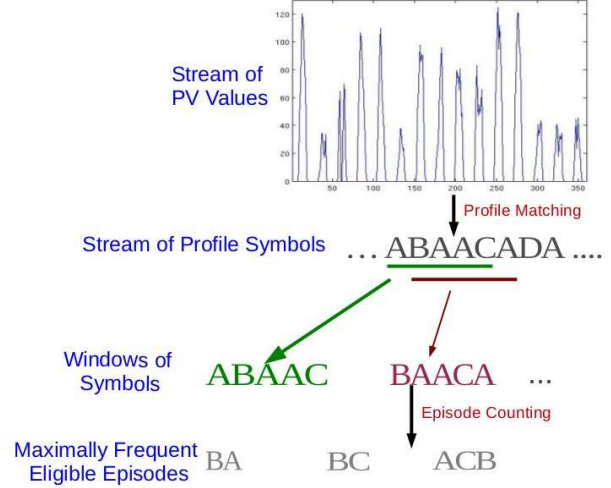 120
100
80
60
40
20
0
50 100 150 200 250 300 350
Stream of
PV Values
Profile Matching
Stream of Profile Symbols
... ABAACADA ....
Windows of
Symbols
ABAAC BAACA ...
Episode Counting
Maximally Frequent
Eligible Episodes
BA BC ACB